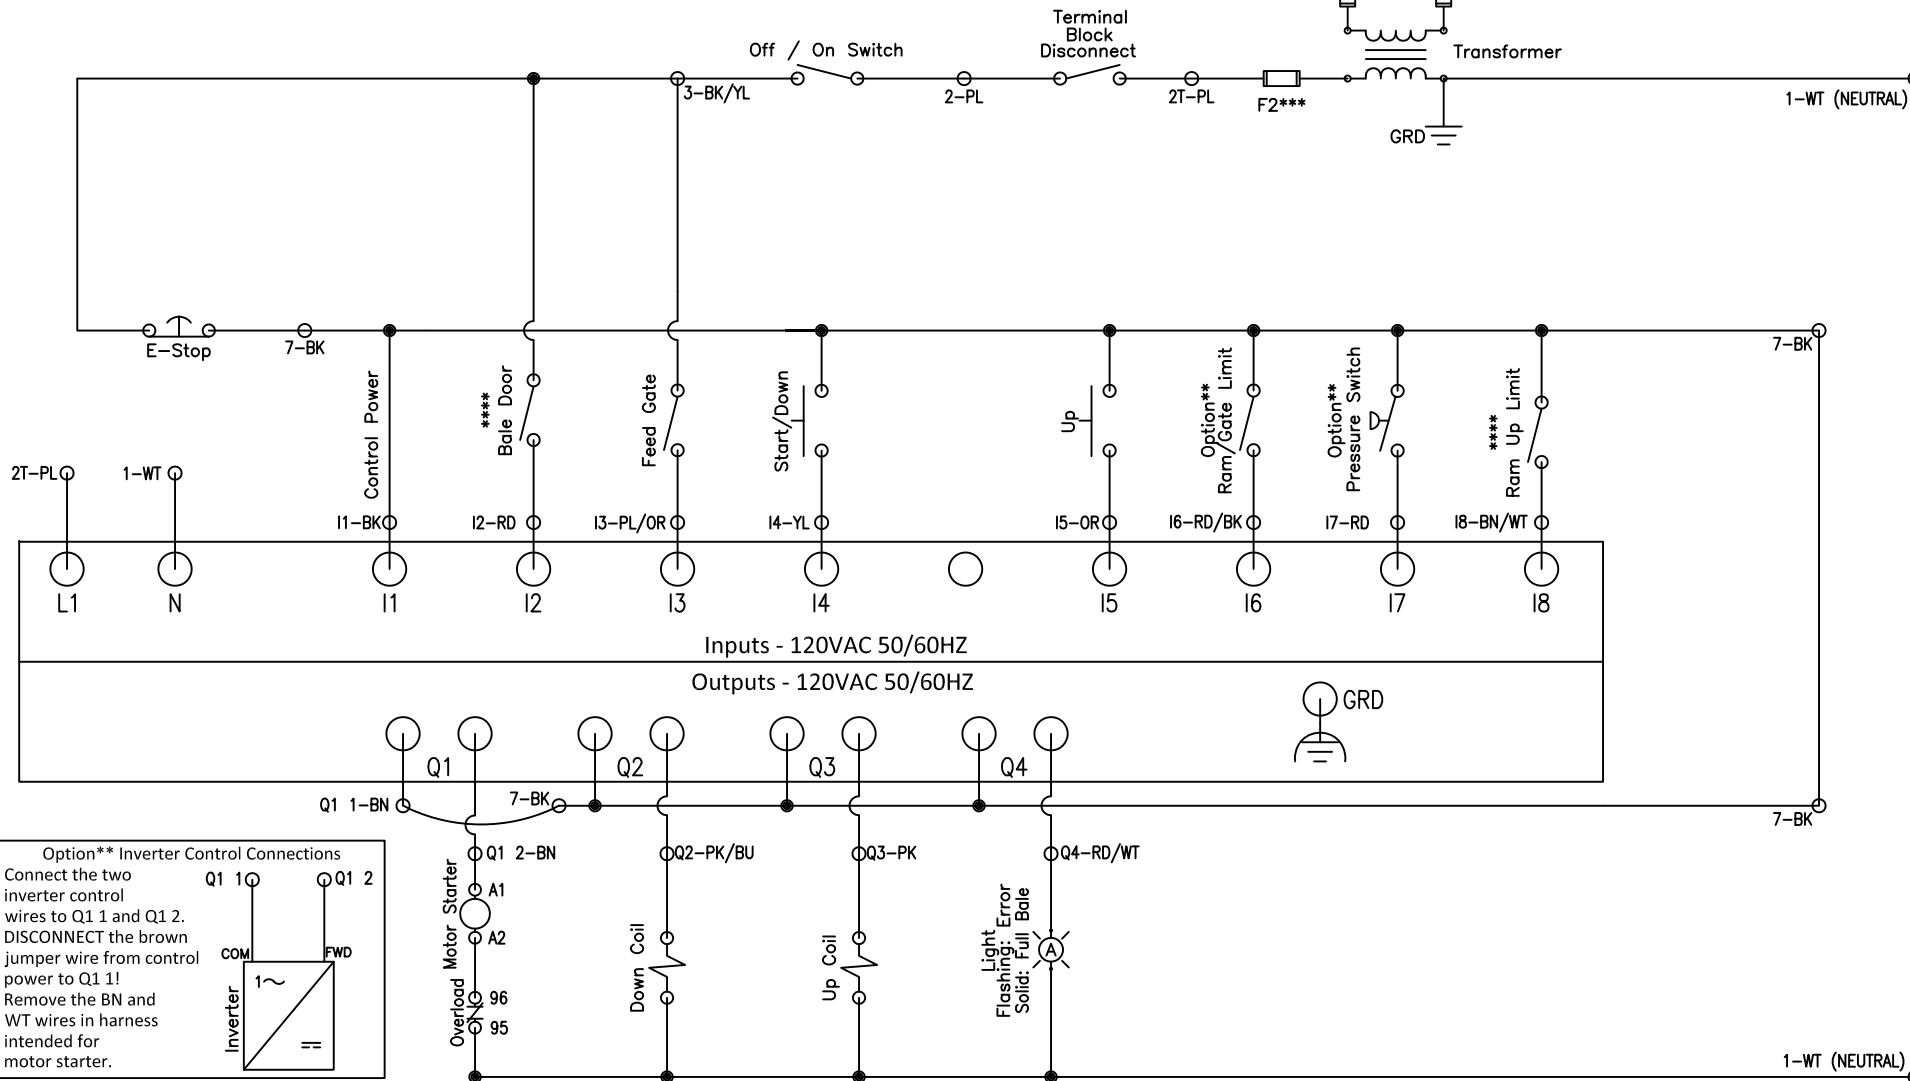 Terminal
Block
Disconnect
Off / On Switch
Transformer
3-BK/YL
2-PL
2T-PL
F2***
1-WT (NEUTRAL)
GRD
E-Stop
7-BK
7-BK
Control Power
****
Bale Door
Feed Gate
Start/Down
Up
Option**
Ram/Gate Limit
Option**
Pressure Switch
****
Ram Up Limit
2T-PL
1-WT
I1-BK
I2-RD
I3-PL/OR
I4-YL
I5-OR
I6-RD/BK
I7-RD
I8-BN/WT
L1
N
I1
I2
I3
I4
I5
I6
I7
I8
Inputs - 120VAC 50/60HZ
Outputs - 120VAC 50/60HZ
GRD
Q1
Q2
Q3
Q4
Q1 1-BN
7-BK
7-BK
Q1 2-BN
Q2-PK/BU
Q3-PK
Q4-RD/WT
A1
A2
96
95
Motor Starter
Overload
Down Coil
Up Coil
Light
Flashing: Error
Solid: Full Bale
A
Option** Inverter Control Connections
Connect the two
inverter control
wires to Q1 1 and Q1 2.
DISCONNECT the brown
jumper wire from control
power to Q1 1!
Remove the BN and
WT wires in harness
intended for
motor starter.
Q1 1
Q1 2
COM
FWD
1~
Inverter
1-WT (NEUTRAL)